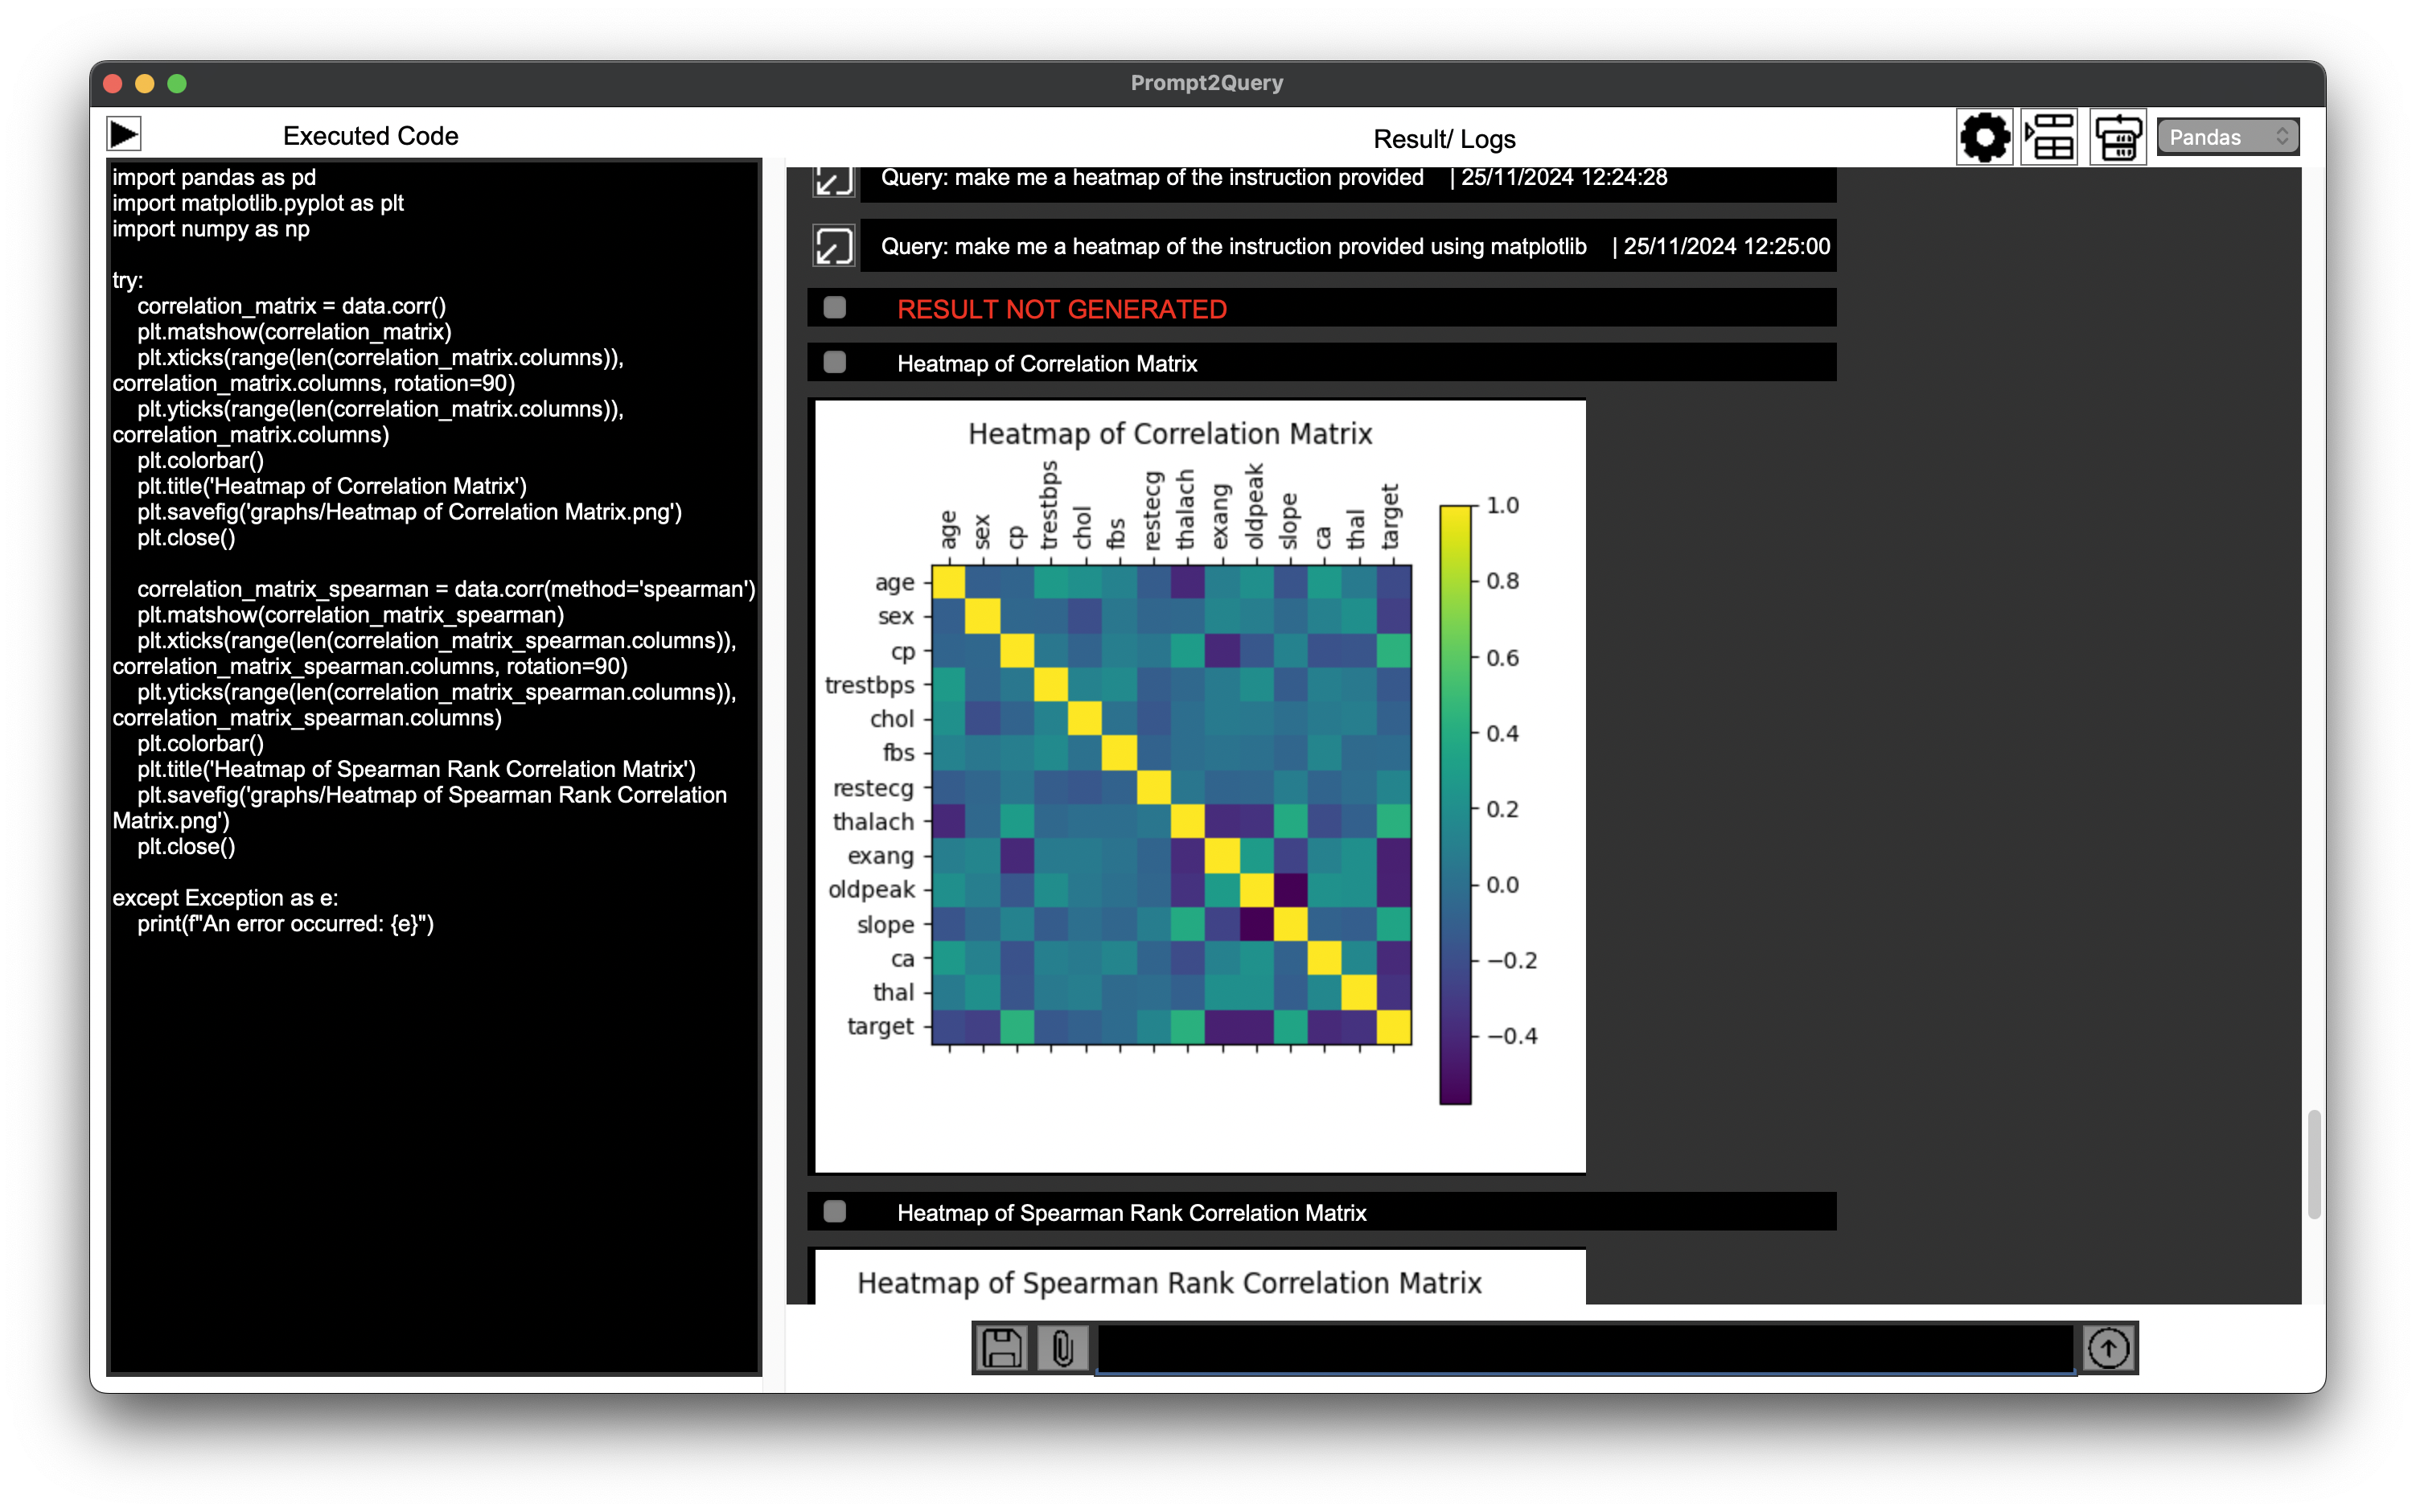 Prompt2Query
Executed Code
Result/ Logs
Pandas
import pandas as pd
import matplotlib.pyplot as plt
import numpy as np
try:
correlation_matrix = data.corr()
plt.matshow(correlation_matrix)
plt.xticks(range(len(correlation_matrix.columns)),
correlation_matrix.columns, rotation=90)
plt.yticks(range(len(correlation_matrix.columns)),
correlation_matrix.columns)
plt.colorbar()
plt.title('Heatmap of Correlation Matrix')
plt.savefig('graphs/Heatmap of Correlation Matrix.png')
plt.close()
correlation_matrix_spearman = data.corr(method='spearman')
plt.matshow(correlation_matrix_spearman)
plt.xticks(range(len(correlation_matrix_spearman.columns)),
correlation_matrix_spearman.columns, rotation=90)
plt.yticks(range(len(correlation_matrix_spearman.columns)),
correlation_matrix_spearman.columns)
plt.colorbar()
plt.title('Heatmap of Spearman Rank Correlation Matrix')
plt.savefig('graphs/Heatmap of Spearman Rank Correlation
Matrix.png')
plt.close()
except Exception as e:
print(f"An error occurred: {e}")
Query: make me a heatmap of the instruction provided | 25/11/2024 12:24:28
Query: make me a heatmap of the instruction provided using matplotlib | 25/11/2024 12:25:00
RESULT NOT GENERATED
Heatmap of Correlation Matrix
Heatmap of Correlation Matrix
age sex cp trestbps chol fbs restecg thalach exang oldpeak slope ca thal target
age
sex
cp
trestbps
chol
fbs
restecg
thalach
exang
oldpeak
slope
ca
thal
target
1.0
0.8
0.6
0.4
0.2
0.0
−0.2
−0.4
Heatmap of Spearman Rank Correlation Matrix
Heatmap of Spearman Rank Correlation Matrix